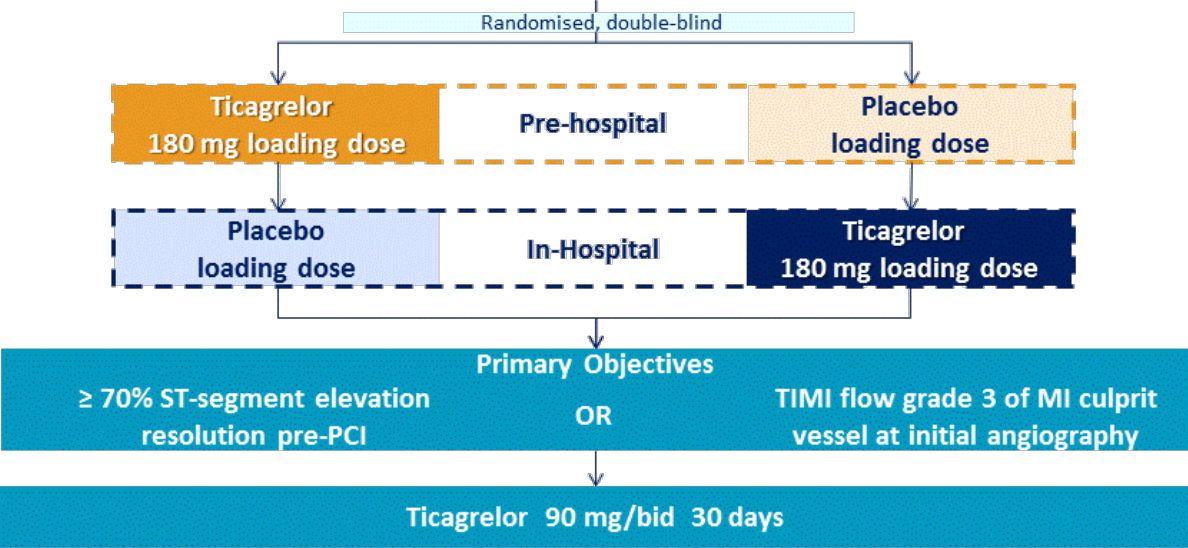 Randomised, double-blind
Ticagrelor
180 mg loading dose
Pre-hospital
Placebo
loading dose
Placebo
loading dose
In-Hospital
Ticagrelor
180 mg loading dose
Primary Objectives
≥ 70% ST-segment elevation
resolution pre-PCI
OR
TIMI flow grade 3 of MI culprit
vessel at initial angiography
Ticagrelor 90 mg/bid 30 days